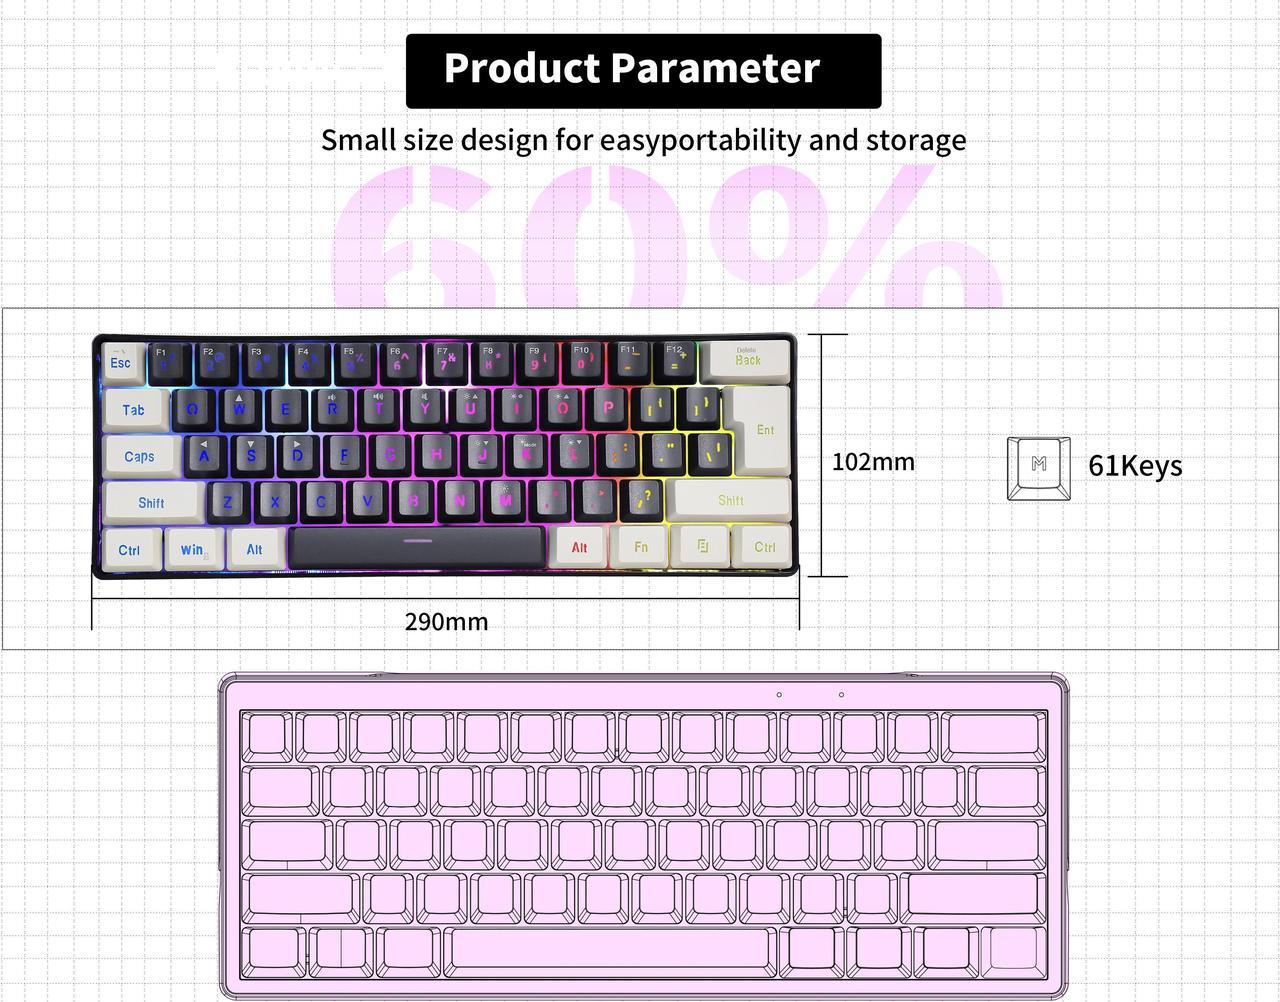 Product Parameter
Small size design for easyportability and storage
60%
Esc F1 F2 F3 F4 F5 F6 F7 F8 F9 F10 F11 F12 Delete Back
Tab Q W E R T Y U I O P [ { ] } Ent
Caps A S D F G H J K Mode L : ; " ' \
Shift Z X C V B N M / ? Shift
Ctrl Win Alt Alt Fn Ctrl
102mm
M 61Keys
290mm